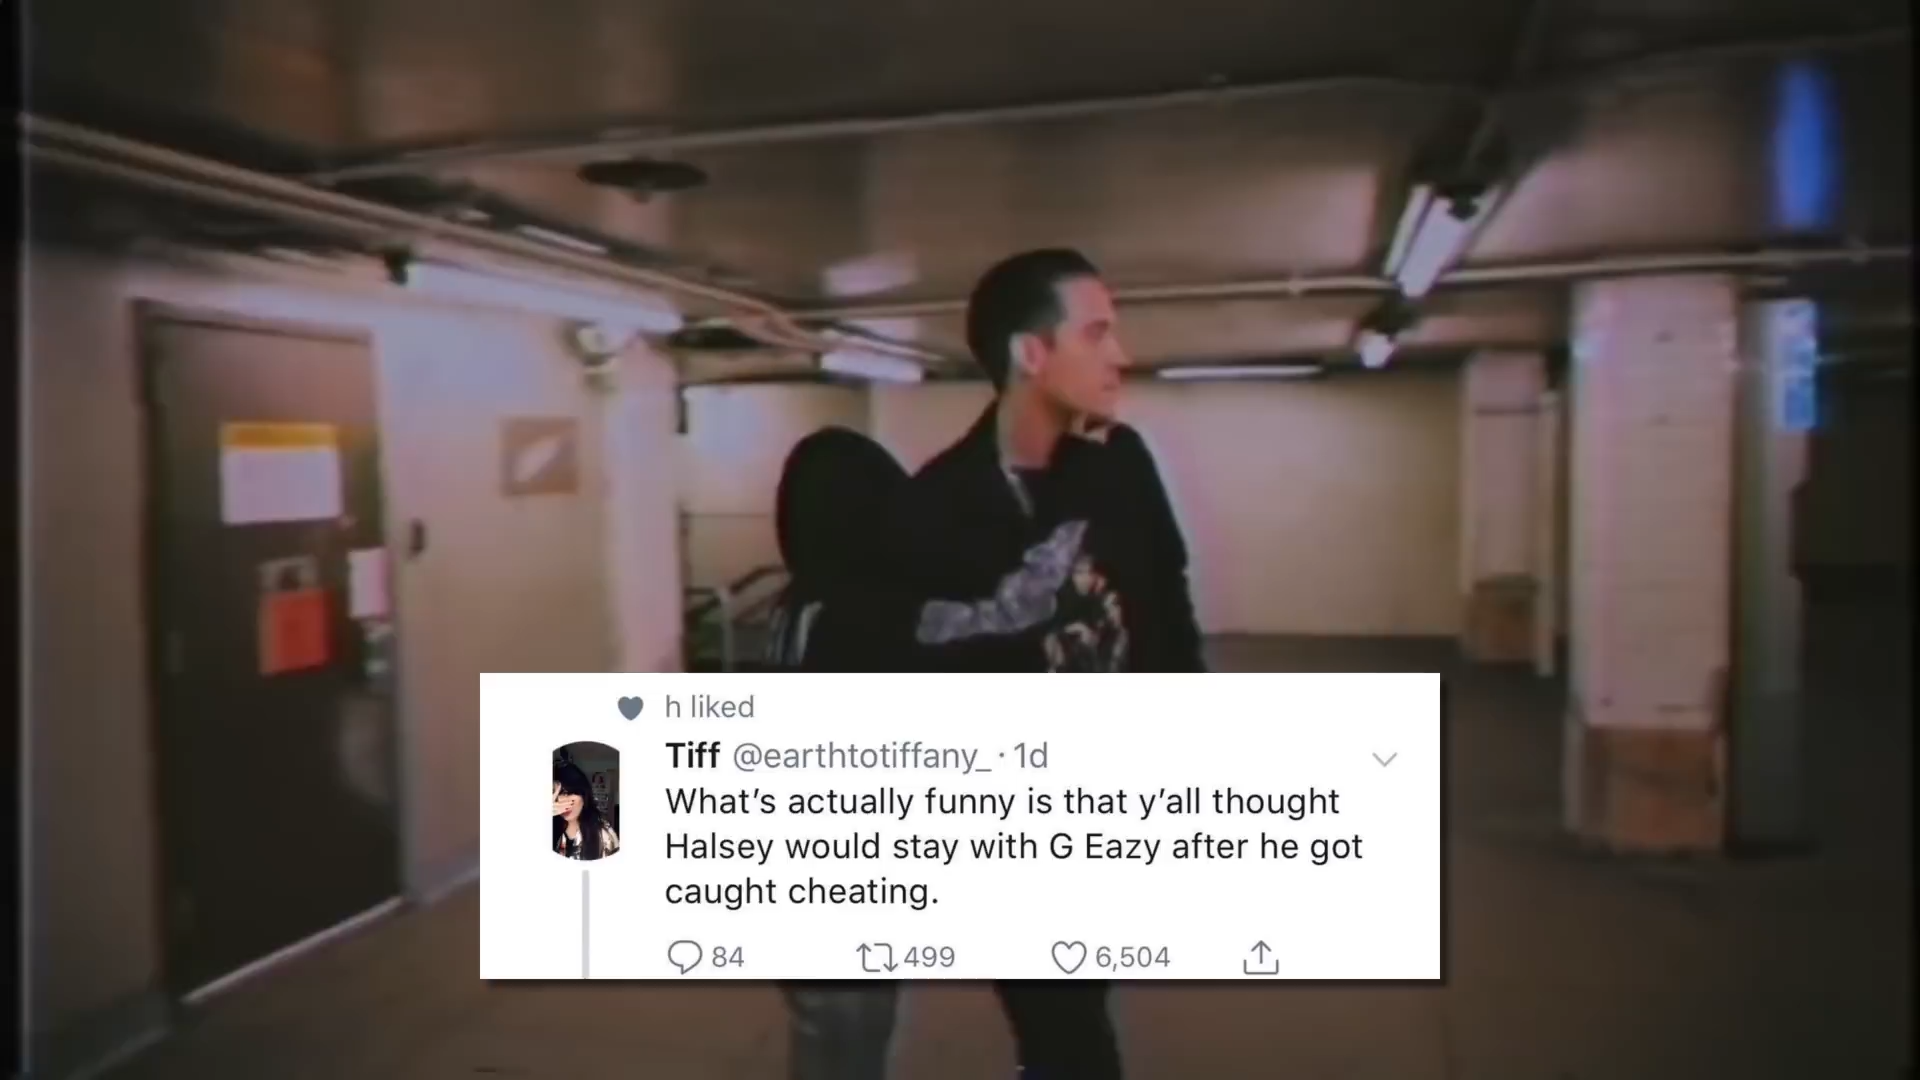 h liked
Tiff @earthtotiffany_ · 1d
What's actually funny is that y'all thought
Halsey would stay with G Eazy after he got
caught cheating.
84 499 6,504